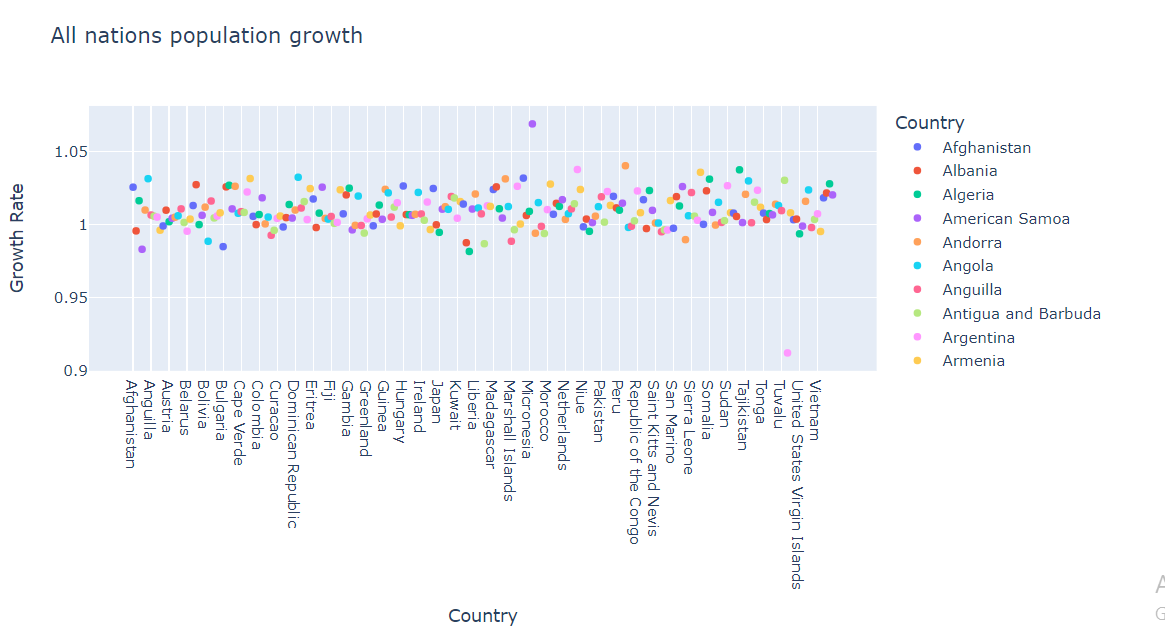 All nations population growth
Country
Afghanistan
Albania
Algeria
American Samoa
Andorra
Angola
Anguilla
Antigua and Barbuda
Argentina
Armenia
Growth Rate
1.05
1
0.95
0.9
Afghanistan
Anguilla
Austria
Belarus
Bolivia
Bulgaria
Cape Verde
Colombia
Curacao
Dominican Republic
Eritrea
Fiji
Gambia
Greenland
Guinea
Hungary
Ireland
Japan
Kuwait
Liberia
Madagascar
Marshall Islands
Micronesia
Morocco
Netherlands
Niue
Pakistan
Peru
Republic of the Congo
Saint Kitts and Nevis
San Marino
Sierra Leone
Somalia
Sudan
Tajikistan
Tonga
Tuvalu
United States Virgin Islands
Vietnam
Country
A
G